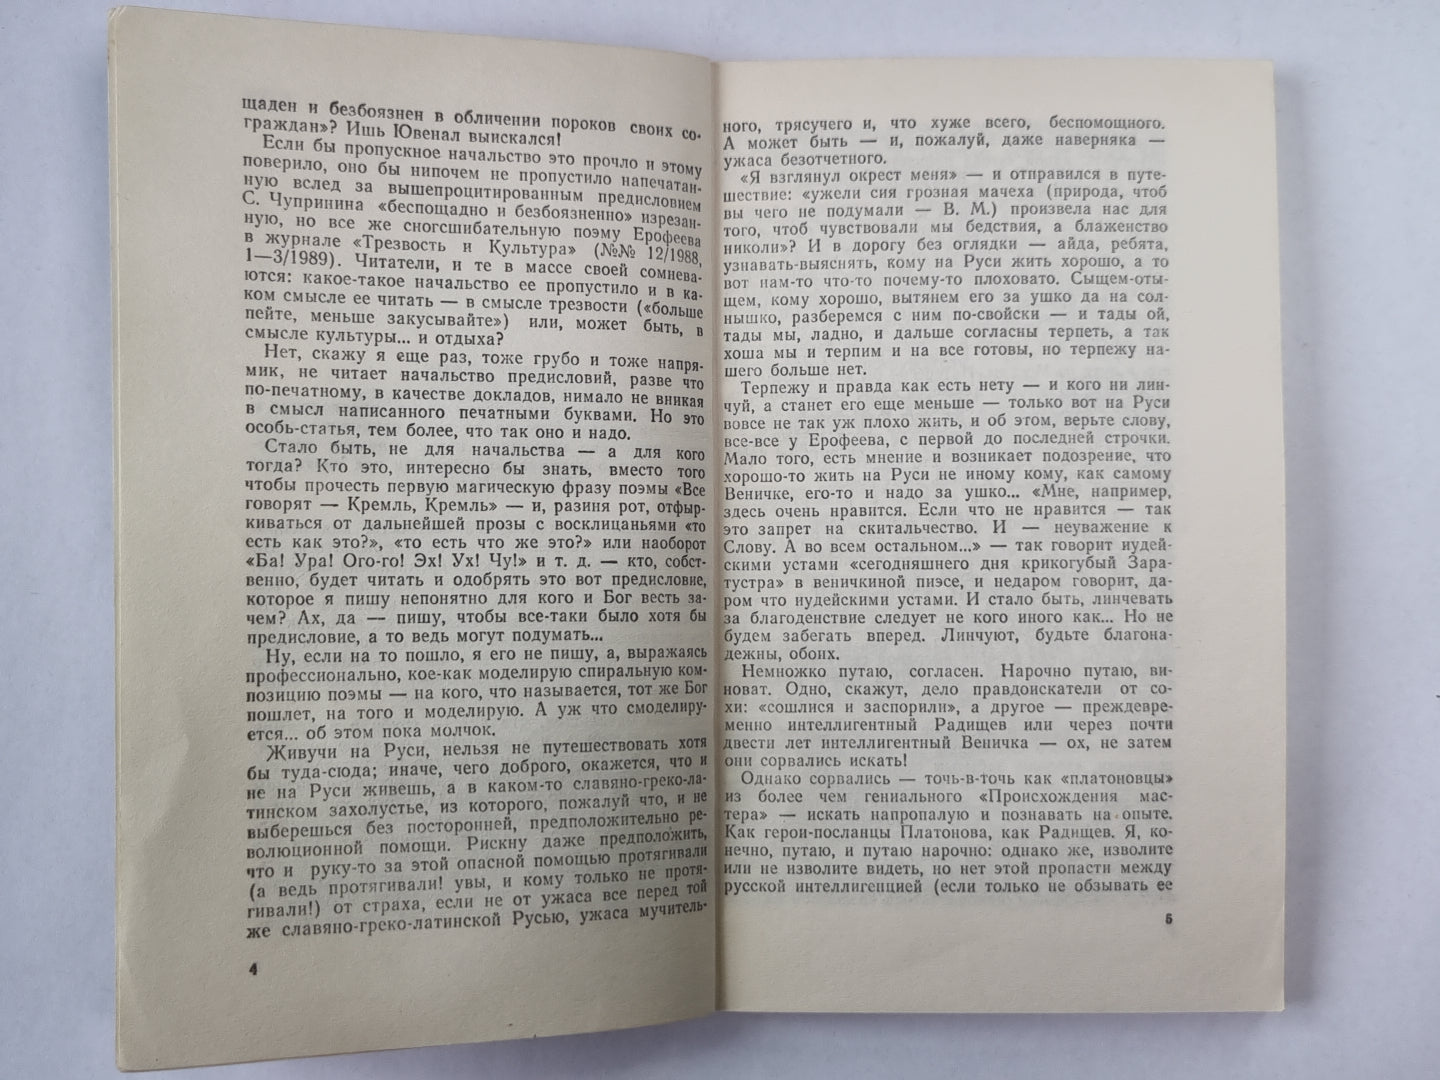 щаден и безбоязнен в обличении пороков своих со-
граждан»? Ишь Ювенал выискался!
Если бы пропускное начальство это прочло и этому
поверило, оно бы нипочем не пропустило напечатан-
ную вслед за вышепроцитированным предисловием
С. Чупринина «беспощадно и безбоязненно» изрезан-
ную, но все же сногсшибательную поэму Ерофеева
в журнале «Трезвость и Культура» (№№ 12/1988,
1—3/1989). Читатели, и те в массе своей сомнева-
ются: какое-такое начальство ее пропустило и в ка-
ком смысле ее читать — в смысле трезвости («больше
пейте, меньше закусывайте») или, может быть, в
смысле культуры... и отдыха?
Нет, скажу я еще раз, тоже грубо и тоже напря-
мик, не читает начальство предисловий, разве что
по-печатному, в качестве докладов, нимало не вникая
в смысл написанного печатными буквами. Но это
особь-статья, тем более, что так оно и надо.
Стало быть, не для начальства — а для кого
тогда? Кто это, интересно бы знать, вместо того
чтобы прочесть первую магическую фразу поэмы «Все
говорят — Кремль, Кремль» — и, разиня рот, отфыр-
киваться от дальнейшей прозы с восклицаньями «то
есть как это?», «то есть что же это?» или наоборот
«Ба! Ура! Ого-го! Эх! Ух! Чу!» и т. д. — кто, собст-
венно, будет читать и одобрять это вот предисловие,
которое я пишу непонятно для кого и Бог весть за-
чем? Ах, да — пишу, чтобы все-таки было хотя бы
предисловие, а то ведь могут подумать...
Ну, если на то пошло, я его не пишу, а, выражаясь
профессионально, кое-как моделирую спиральную ком-
позицию поэмы — на кого, что называется, тот же Бог
пошлет, на того и моделирую. А уж что смоделиру-
ется... об этом пока молчок.
Живучи на Руси, нельзя не путешествовать хотя
бы туда-сюда; иначе, чего доброго, окажется, что и
не на Руси живешь, а в каком-то славяно-греко-ла-
тинском захолустье, из которого, пожалуй что, и не
выберешься без посторонней, предположительно ре-
волюционной помощи. Рискну даже предположить,
что и руку-то за этой опасной помощью протягивали
(а ведь протягивали! увы, и кому только не протя-
гивали!) от страха, если не от ужаса все перед той
же славяно-греко-латинской Русью, ужаса мучитель-
4
ного, трясучего и, что хуже всего, беспомощного.
А может быть — и, пожалуй, даже наверняка —
ужаса безотчетного.
«Я взглянул окрест меня» — и отправился в путе-
шествие: «ужели сия грозная мачеха (природа, чтоб
вы чего не подумали — В. М.) произвела нас для
того, чтоб чувствовали мы бедствия, а блаженство
николи»? И в дорогу без оглядки — айда, ребята,
узнавать-выяснять, кому на Руси жить хорошо, а то
вот нам-то что-то почему-то плоховато. Сыщем-оты-
щем, кому хорошо, вытянем его за ушко да на сол-
нышко, разберемся с ним по-свойски — и тады ой,
тады мы, ладно, и дальше согласны терпеть, а так
хоша мы и терпим и на все готовы, но терпежу на-
шего больше нет.
Терпежу и правда как есть нету — и кого ни лин-
чуй, а станет его еще меньше — только вот на Руси
вовсе не так уж плохо жить, и об этом, верьте слову,
все-все у Ерофеева, с первой до последней строчки.
Мало того, есть мнение и возникает подозрение, что
хорошо-то жить на Руси не иному кому, как самому
Веничке, его-то и надо за ушко... «Мне, например,
здесь очень нравится. Если что не нравится — так
это запрет на скитальчество. И — неуважение к
Слову. А во всем остальном...» — так говорит иудей-
скими устами «сегодняшнего дня крикогубый Зара-
тустра» в веничкиной пиэсе, и недаром говорит, да-
ром что иудейскими устами. И стало быть, линчевать
за благоденствие следует не кого иного как... Но не
будем забегать вперед. Линчуют, будьте благона-
дежны, обоих.
Немножко путаю, согласен. Нарочно путаю, ви-
новат. Одно, скажут, дело правдоискатели от со-
хи: «сошлися и заспорили», а другое — преждевре-
менно интеллигентный Радищев или через почти
двести лет интеллигентный Веничка — ох, не затем
они сорвались искать!
Однако сорвались — точь-в-точь как «платоновцы»
из более чем гениального «Происхождения мас-
тера» — искать напропалую и познавать на опыте.
Как герои-посланцы Платонова, как Радищев. Я, ко-
нечно, путаю, и путаю нарочно: однако же, изволите
или не изволите видеть, но нет этой пропасти между
русской интеллигенцией (если только не обзывать ее
5